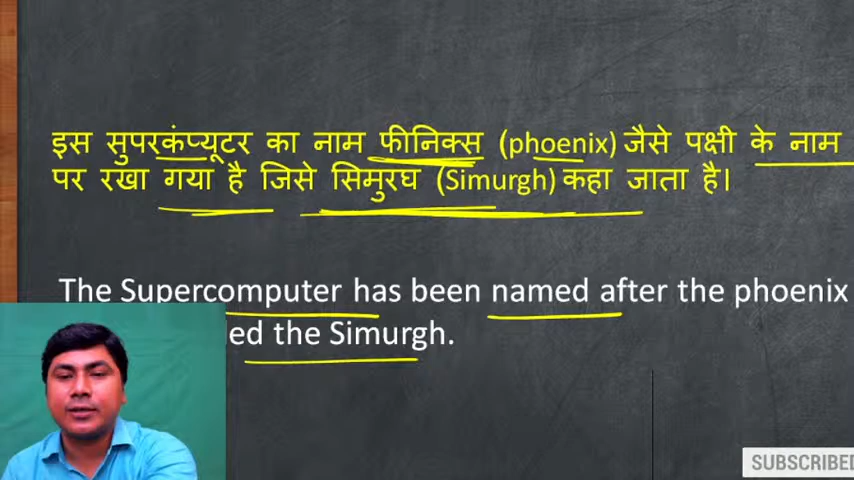 इस सुपरकंप्यूटर का नाम फीनिक्स (phoenix) जैसे पक्षी के नाम
पर रखा गया है जिसे सिमुरघ (Simurgh) कहा जाता है।
The Supercomputer has been named after the phoenix
ed the Simurgh.
SUBSCRIBED